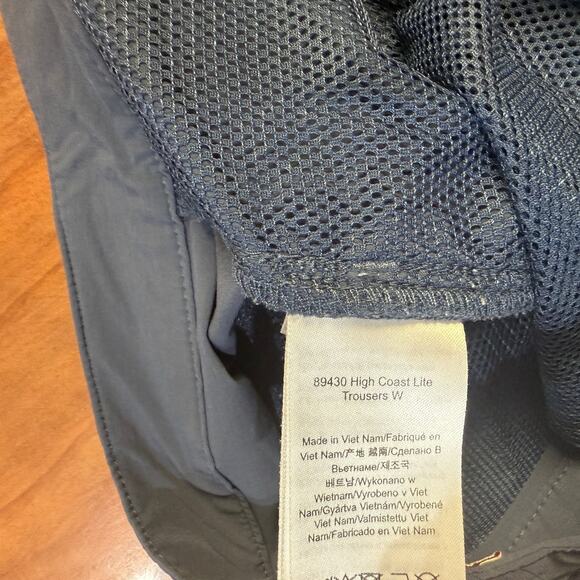 89430 High Coast Lite
Trousers W
Made in Viet Nam/Fabriqué en
Viet Nam/产地 越南/Сделано В
Вьетнаме/제조국
베트남/Wykonano w
Wietnam/Vyrobeno v Viet
Nam/Gyártva Vietnám/Vyrobené
Viet Nam/Valmistettu Viet
Nam/Fabricado en Viet Nam